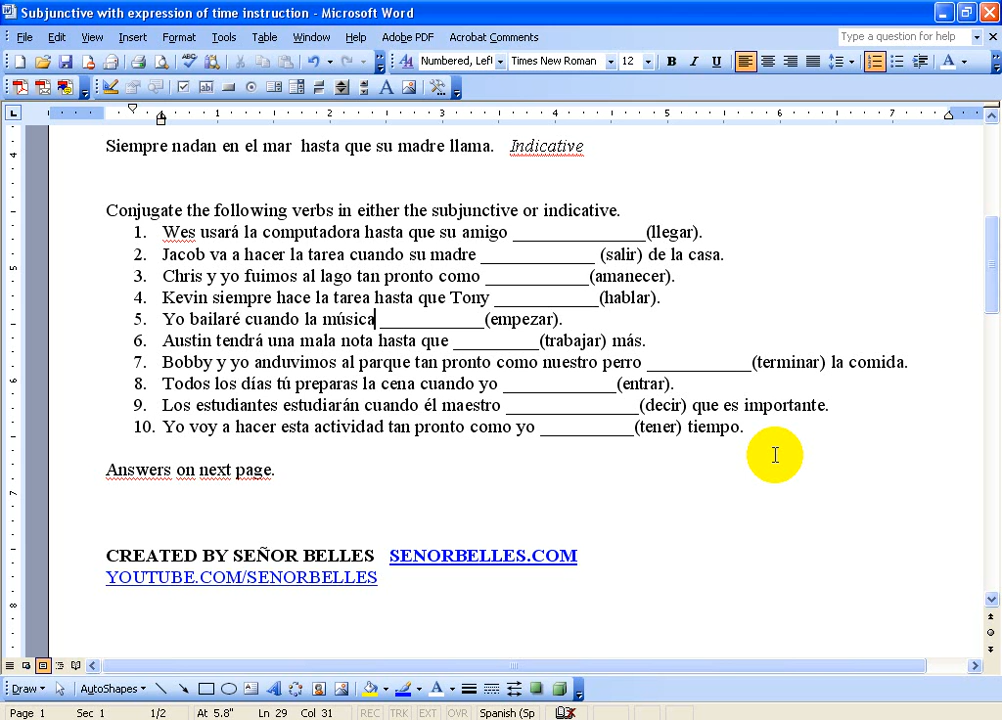 Subjunctive with expression of time instruction - Microsoft Word
File Edit View Insert Format Tools Table Window Help Adobe PDF Acrobat Comments Type a question for help
Numbered, Left Times New Roman 12 B I U
L 1 2 3 4 5 6 7
Siempre nadan en el mar hasta que su madre llama. Indicative
Conjugate the following verbs in either the subjunctive or indicative.
1. Wes usará la computadora hasta que su amigo ______________(llegar).
2. Jacob va a hacer la tarea cuando su madre ____________ (salir) de la casa.
3. Chris y yo fuimos al lago tan pronto como ___________(amanecer).
4. Kevin siempre hace la tarea hasta que Tony ___________(hablar).
5. Yo bailaré cuando la música ___________(empezar).
6. Austin tendrá una mala nota hasta que _________(trabajar) más.
7. Bobby y yo anduvimos al parque tan pronto como nuestro perro ___________(terminar) la comida.
8. Todos los días tú preparas la cena cuando yo ____________(entrar).
9. Los estudiantes estudiarán cuando él maestro ______________(decir) que es importante.
10. Yo voy a hacer esta actividad tan pronto como yo __________(tener) tiempo.
Answers on next page.
CREATED BY SEÑOR BELLES SENORBELLES.COM
YOUTUBE.COM/SENORBELLES
Draw AutoShapes
Page 1 Sec 1 1/2 At 5.8" Ln 29 Col 31 REC TRK EXT OVR Spanish (Sp